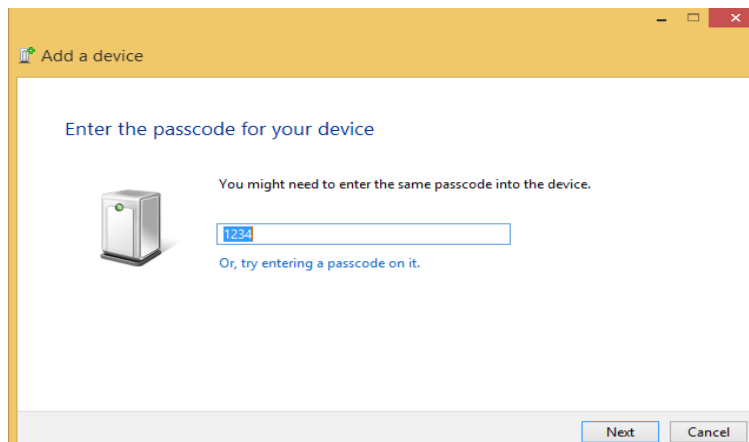 Add a device
Enter the passcode for your device
You might need to enter the same passcode into the device.
1234
Or, try entering a passcode on it.
Next Cancel